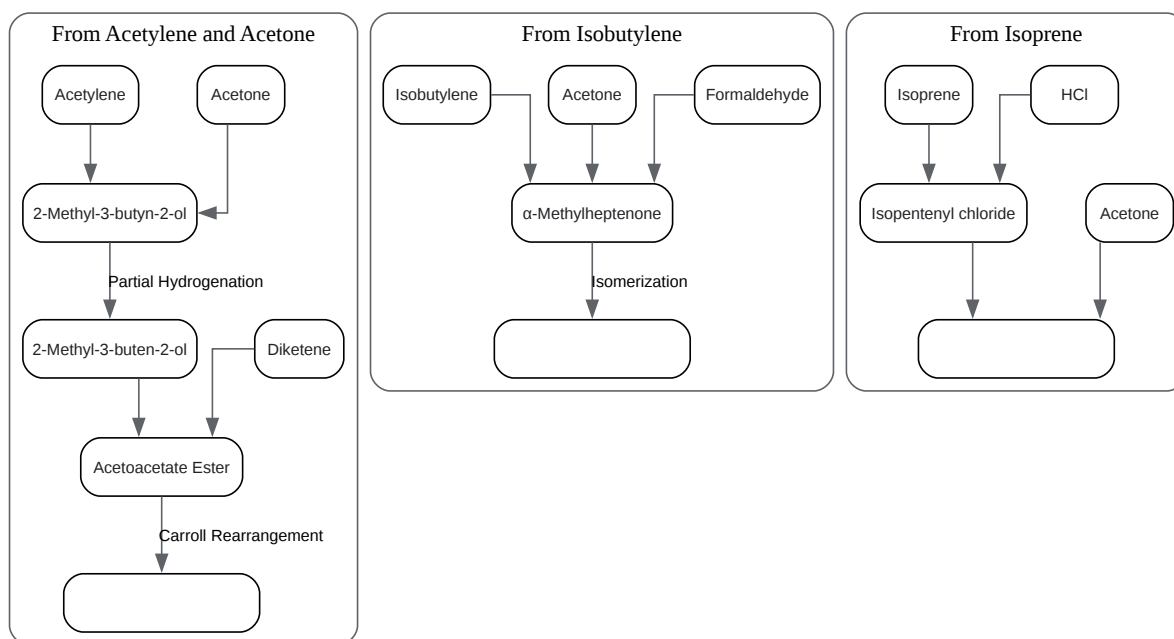 From Acetylene and Acetone
Acetylene
Acetone
2-Methyl-3-butyn-2-ol
Partial Hydrogenation
2-Methyl-3-buten-2-ol
Diketene
Acetoacetate Ester
Carroll Rearrangement
From Isobutylene
Isobutylene
Acetone
Formaldehyde
α-Methylheptenone
Isomerization
From Isoprene
Isoprene
HCl
Isopentenyl chloride
Acetone